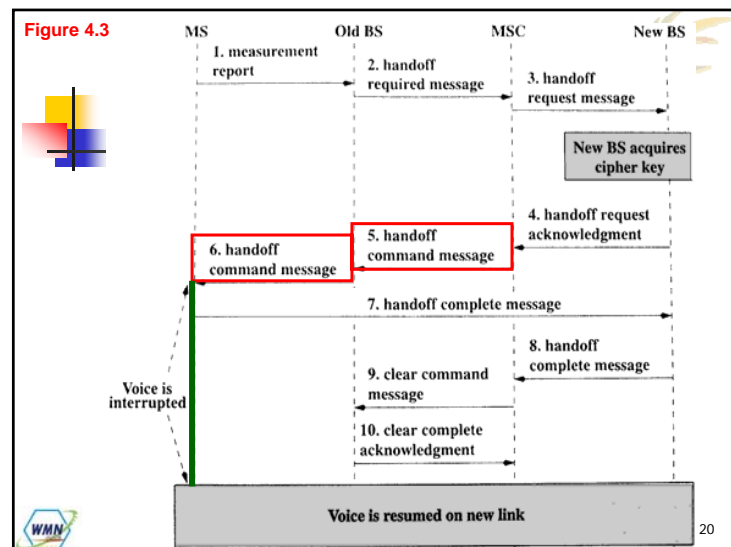 Figure 4.3
MS
Old BS
MSC
New BS
1. measurement
report
2. handoff
required message
3. handoff
request message
New BS acquires
cipher key
4. handoff request
acknowledgment
5. handoff
command message
6. handoff
command message
7. handoff complete message
8. handoff
complete message
Voice is
interrupted
9. clear command
message
10. clear complete
acknowledgment
Voice is resumed on new link
WMN
20